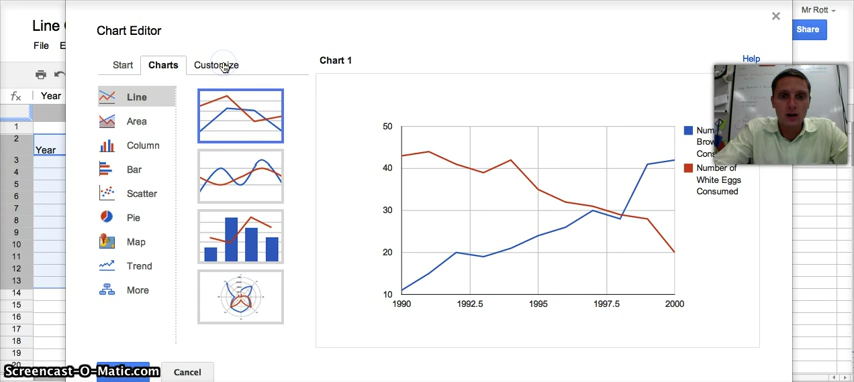 Mr Rott
Line
Chart Editor
File
E
Share
Start
Charts
Customize
Chart 1
Help
fx
Year
Line
Area
Column
Bar
Scatter
Pie
Map
Trend
More
1
2
Year
3
4
5
6
7
8
9
10
11
12
13
14
15
16
17
18
19
20
50
40
30
20
10
1990
1992.5
1995
1997.5
2000
Num
Brow
Cons
Number of
White Eggs
Consumed
Cancel
Screencast-O-Matic.com